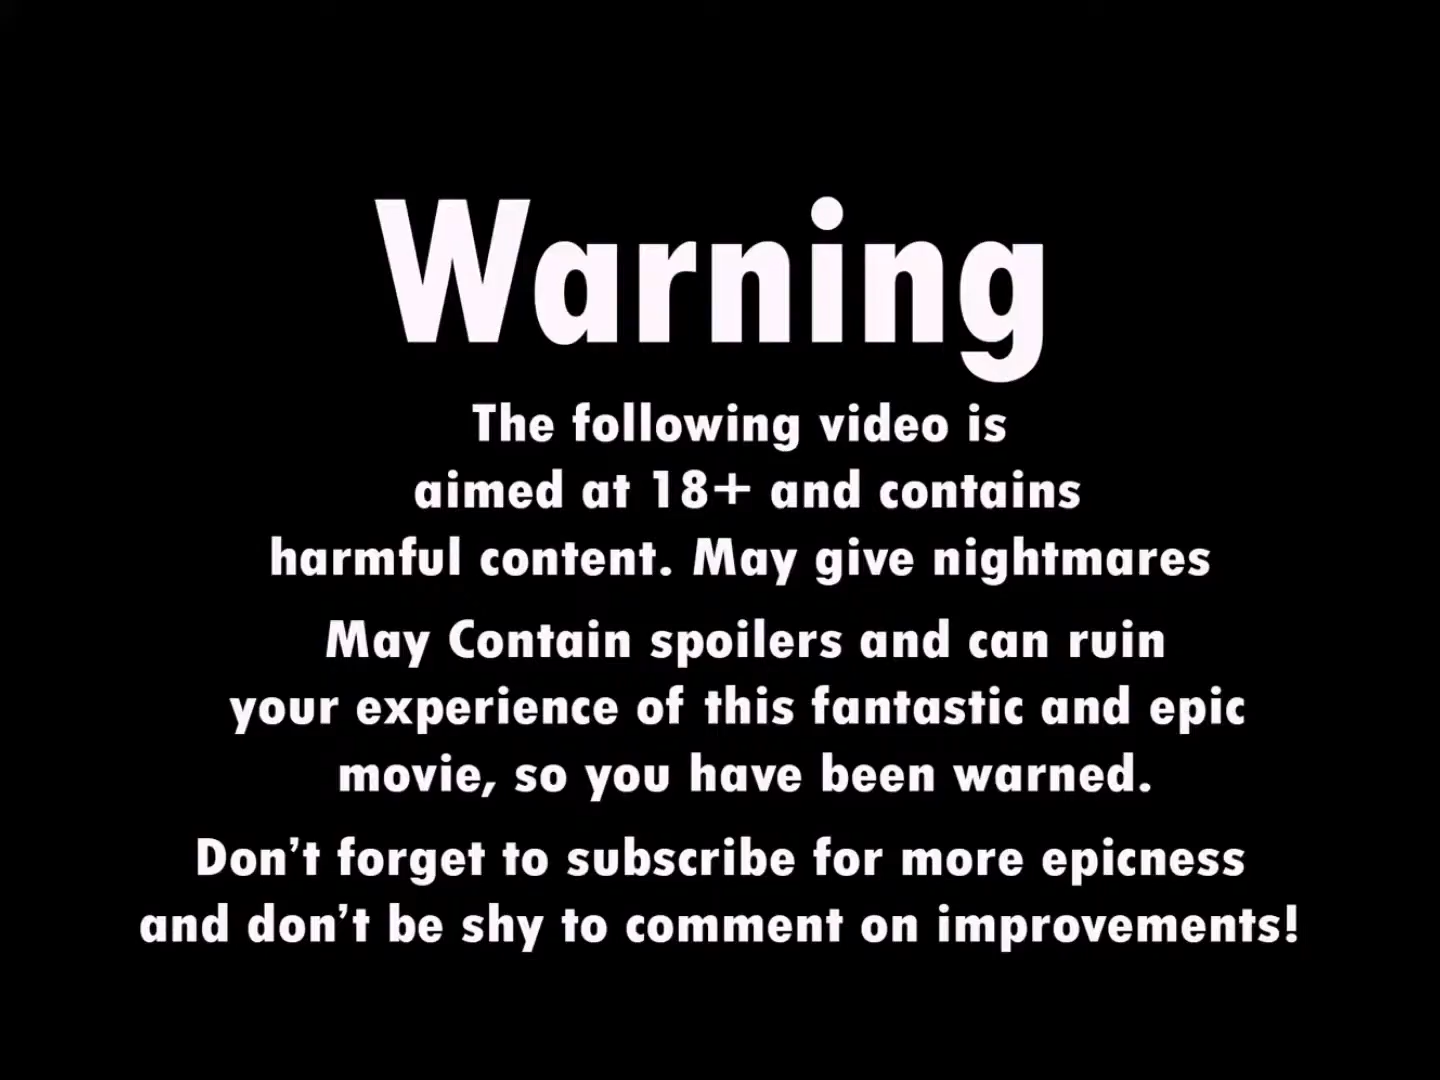 Warning
The following video is
aimed at 18+ and contains
harmful content. May give nightmares
May Contain spoilers and can ruin
your experience of this fantastic and epic
movie, so you have been warned.
Don’t forget to subscribe for more epicness
and don’t be shy to comment on improvements!